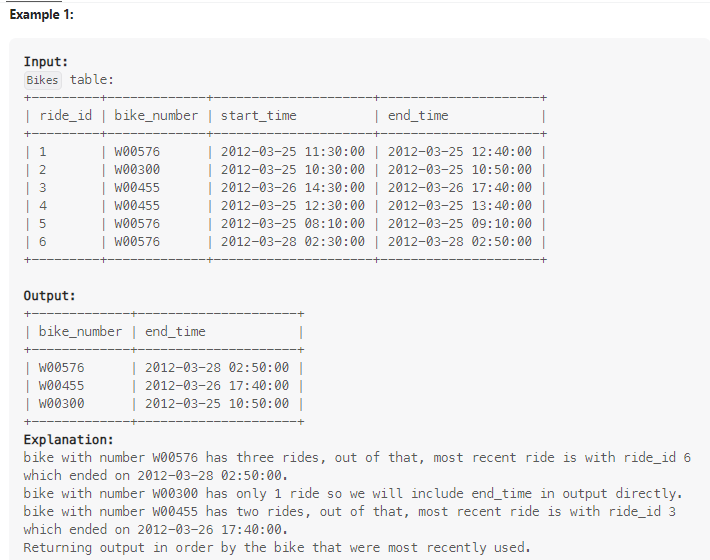 Example 1:
Input:
Bikes table:
+---------+-------------+---------------------+---------------------+
| ride_id | bike_number | start_time          | end_time            |
+---------+-------------+---------------------+---------------------+
| 1       | W00576      | 2012-03-25 11:30:00 | 2012-03-25 12:40:00 |
| 2       | W00300      | 2012-03-25 10:30:00 | 2012-03-25 10:50:00 |
| 3       | W00455      | 2012-03-26 14:30:00 | 2012-03-26 17:40:00 |
| 4       | W00455      | 2012-03-25 12:30:00 | 2012-03-25 13:40:00 |
| 5       | W00576      | 2012-03-25 08:10:00 | 2012-03-25 09:10:00 |
| 6       | W00576      | 2012-03-28 02:30:00 | 2012-03-28 02:50:00 |
+---------+-------------+---------------------+---------------------+
Output:
+-------------+---------------------+
| bike_number | end_time            |
+-------------+---------------------+
| W00576      | 2012-03-28 02:50:00 |
| W00455      | 2012-03-26 17:40:00 |
| W00300      | 2012-03-25 10:50:00 |
+-------------+---------------------+
Explanation:
bike with number W00576 has three rides, out of that, most recent ride is with ride_id 6
which ended on 2012-03-28 02:50:00.
bike with number W00300 has only 1 ride so we will include end_time in output directly.
bike with number W00455 has two rides, out of that, most recent ride is with ride_id 3
which ended on 2012-03-26 17:40:00.
Returning output in order by the bike that were most recently used.